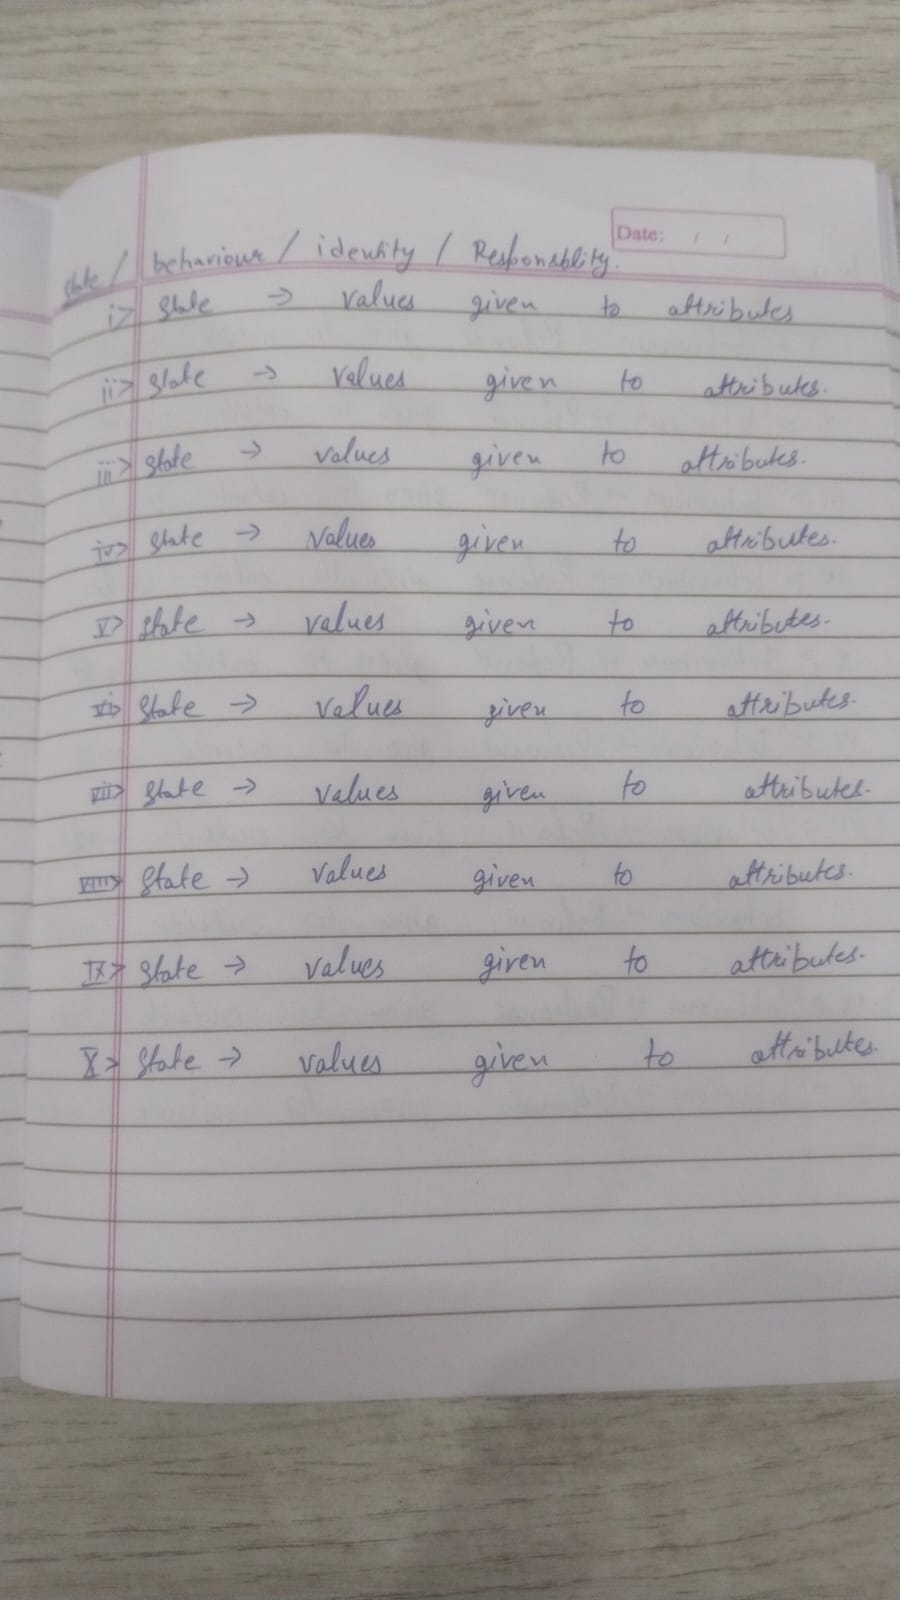 Date: / /
state / behaviour / identity / Responsblity.
i> State → values given to attributes
ii> State → values given to attributes.
iii> State → values given to attributes.
iv> State → values given to attributes.
V> State → values given to attributes.
vi> State → values given to attributes.
VII> State → values given to attributes.
VIII> State → values given to attributes.
IX> State → values given to attributes.
X> State → values given to attributes.